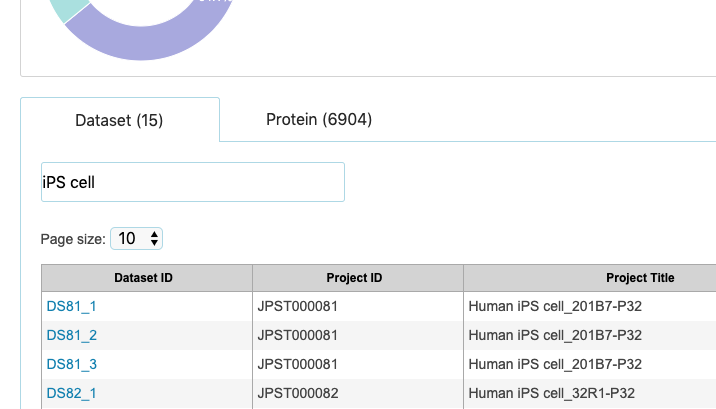 Dataset (15) Protein (6904)
iPS cell
Page size: 10
Dataset ID Project ID Project Title
DS81_1 JPST000081 Human iPS cell_201B7-P32
DS81_2 JPST000081 Human iPS cell_201B7-P32
DS81_3 JPST000081 Human iPS cell_201B7-P32
DS82_1 JPST000082 Human iPS cell_32R1-P32